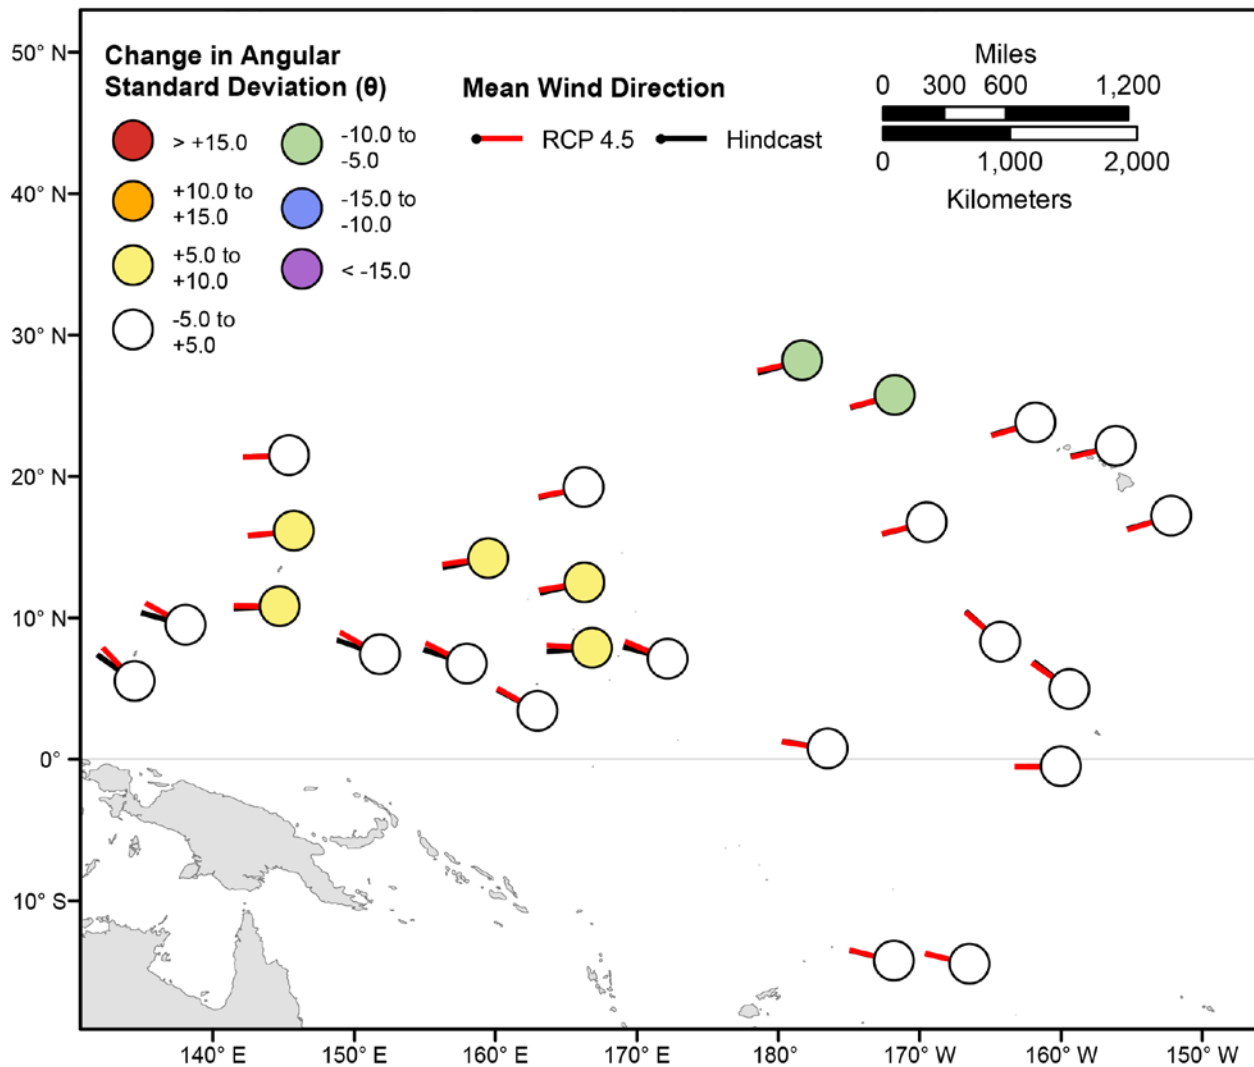 Change in Angular
Standard Deviation (θ)
> +15.0
+10.0 to
+15.0
+5.0 to
+10.0
-5.0 to
+5.0
-10.0 to
-5.0
-15.0 to
-10.0
< -15.0
Mean Wind Direction
RCP 4.5
Hindcast
Miles
0 300 600 1,200
0 1,000 2,000
Kilometers
50° N
40° N
30° N
20° N
10° N
0°
10° S
140° E 150° E 160° E 170° E 180° 170° W 160° W 150° W